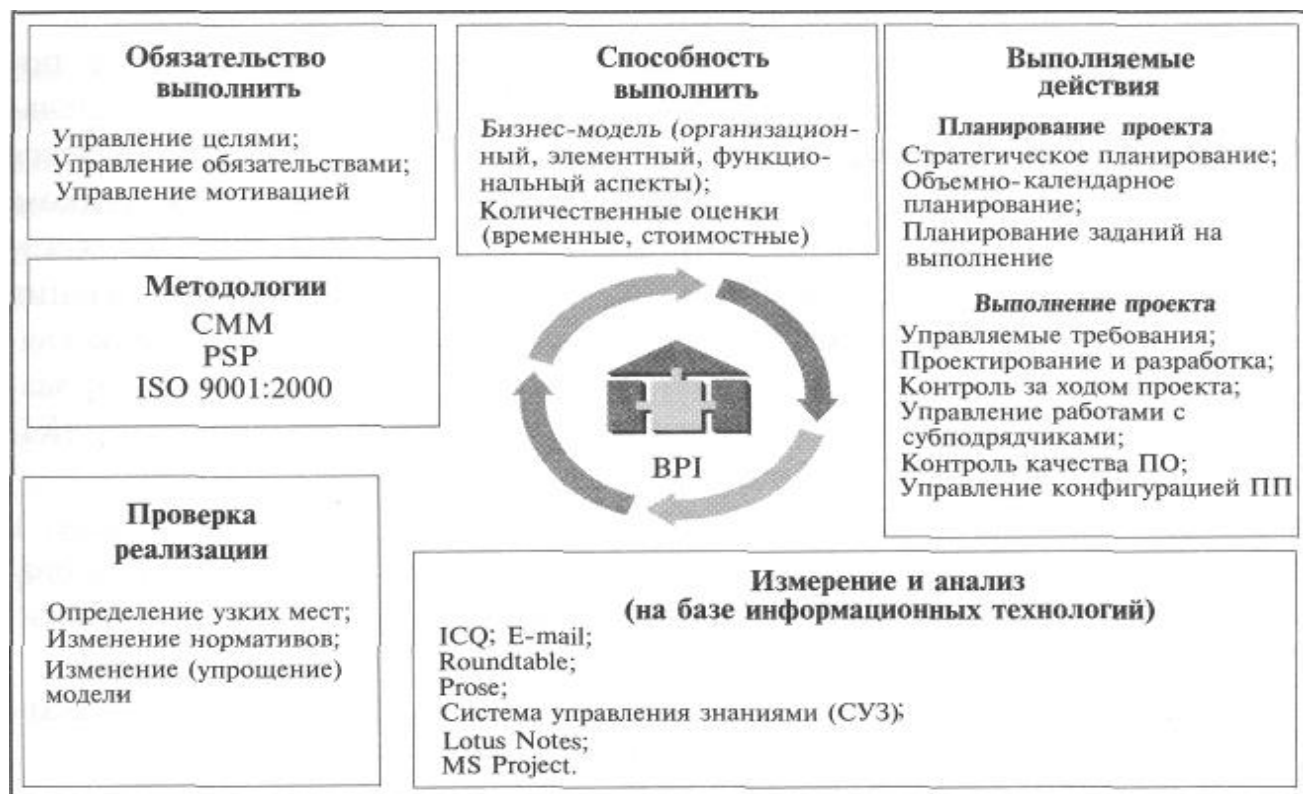 Обязательство
выполнить
Управление целями;
Управление обязательствами;
Управление мотивацией
Способность
выполнить
Бизнес-модель (организацион-
ный, элементный, функцио-
нальный аспекты);
Количественные оценки
(временные, стоимостные)
Выполняемые
действия
Планирование проекта
Стратегическое планирование;
Объемно-календарное
планирование;
Планирование заданий на
выполнение
Выполнение проекта
Управляемые требования;
Проектирование и разработка;
Контроль за ходом проекта;
Управление работами с
субподрядчиками;
Контроль качества ПО;
Управление конфигурацией ПП
Методологии
CMM
PSP
ISO 9001:2000
BPI
Проверка
реализации
Определение узких мест;
Изменение нормативов;
Изменение (упрощение)
модели
Измерение и анализ
(на базе информационных технологий)
ICQ; E-mail;
Roundtable;
Prose;
Система управления знаниями (СУЗ);
Lotus Notes;
MS Project.